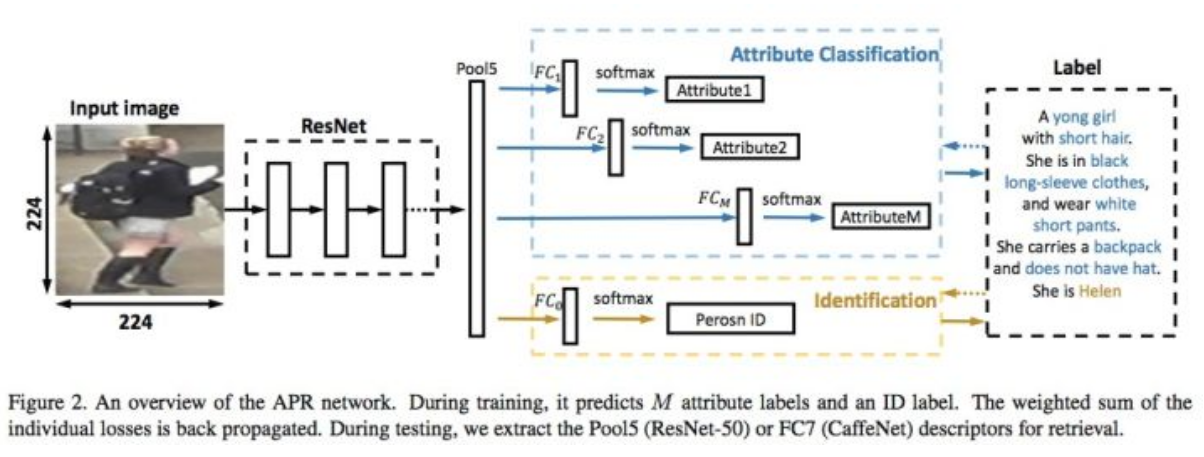 Attribute Classification
Pool5
FC1
softmax
Attribute1
FC2
softmax
Attribute2
FCM
softmax
AttributeM
Input image
224
224
ResNet
Label
A yong girl
with short hair.
She is in black
long-sleeve clothes,
and wear white
short pants.
She carries a backpack
and does not have hat.
She is Helen
FC0
softmax
Perosn ID
Identification
Figure 2. An overview of the APR network. During training, it predicts M attribute labels and an ID label. The weighted sum of the
individual losses is back propagated. During testing, we extract the Pool5 (ResNet-50) or FC7 (CaffeNet) descriptors for retrieval.